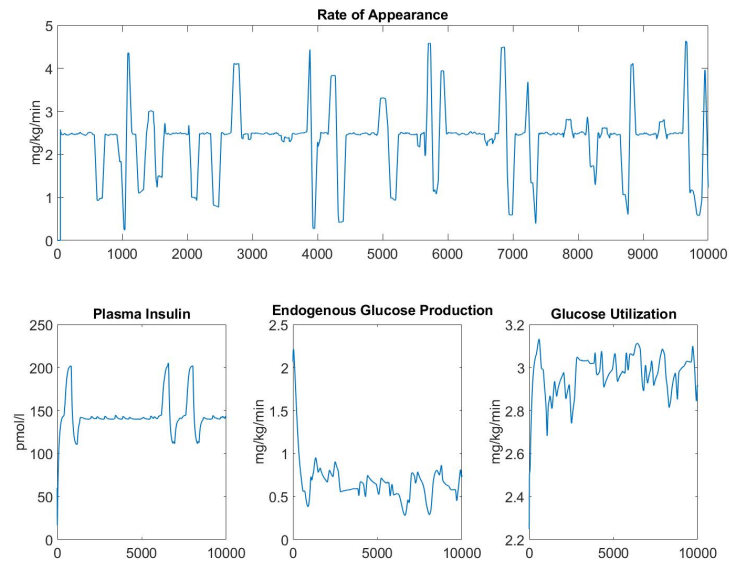 Rate of Appearance
mg/kg/min
5
4
3
2
1
0
0 1000 2000 3000 4000 5000 6000 7000 8000 9000 10000
Plasma Insulin
pmol/l
250
200
150
100
50
0
0 5000 10000
Endogenous Glucose Production
mg/kg/min
2.5
2
1.5
1
0.5
0
0 5000 10000
Glucose Utilization
mg/kg/min
3.2
3
2.8
2.6
2.4
2.2
0 5000 10000